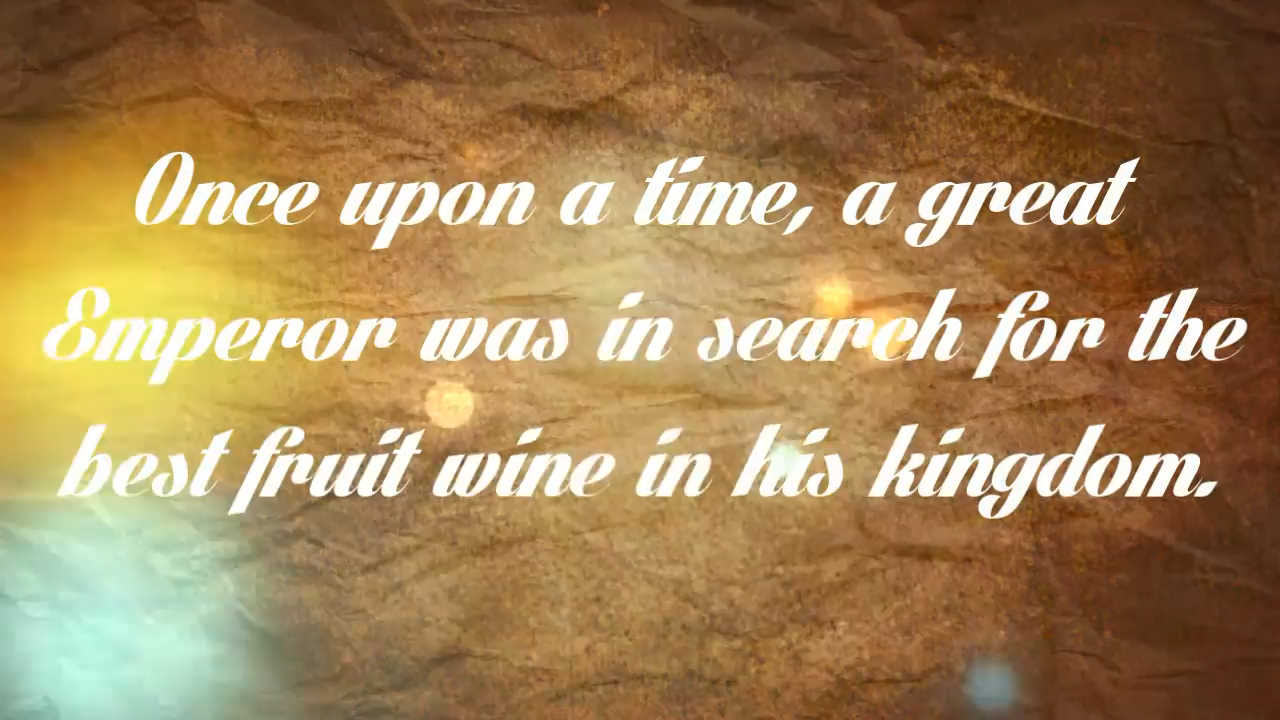 Once upon a time, a great
Emperor was in search for the
best fruit wine in his kingdom.